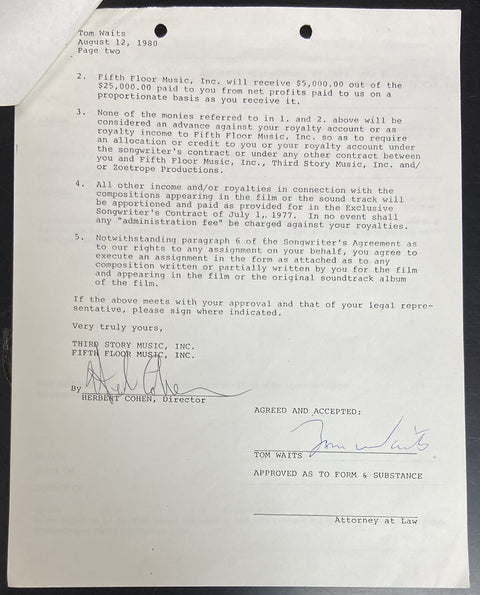 Tom Waits
August 12, 1980
Page two
2. Fifth Floor Music, Inc. will receive $5,000.00 out of the
$25,000.00 paid to you from net profits paid to us on a
proportionate basis as you receive it.
3. None of the monies referred to in 1. and 2. above will be
considered an advance against your royalty account or as
royalty income to Fifth Floor Music, Inc. so as to require
an allocation or credit to you or your royalty account under
the songwriter's contract or under any other contract between
you and Fifth Floor Music, Inc., Third Story Music, Inc. and/
or Zoetrope Productions.
4. All other income and/or royalties in connection with the
compositions appearing in the film or the sound track will
be apportioned and paid as provided for in the Exclusive
Songwriter's Contract of July 1, 1977. In no event shall
any "administration fee" be charged against your royalties.
5. Notwithstanding paragraph 6 of the Songwriter's Agreement as
to our rights to any assignment on your behalf, you agree to
execute an assignment in the form as attached as to any
composition written or partially written by you for the film
and appearing in the film or the original soundtrack album
of the film.
If the above meets with your approval and that of your legal repre-
sentative, please sign where indicated.
Very truly yours,
THIRD STORY MUSIC, INC.
FIFTH FLOOR MUSIC, INC.
By Herb Cohen
HERBERT COHEN, Director
AGREED AND ACCEPTED:
Tom Waits
TOM WAITS
APPROVED AS TO FORM & SUBSTANCE
Attorney at Law